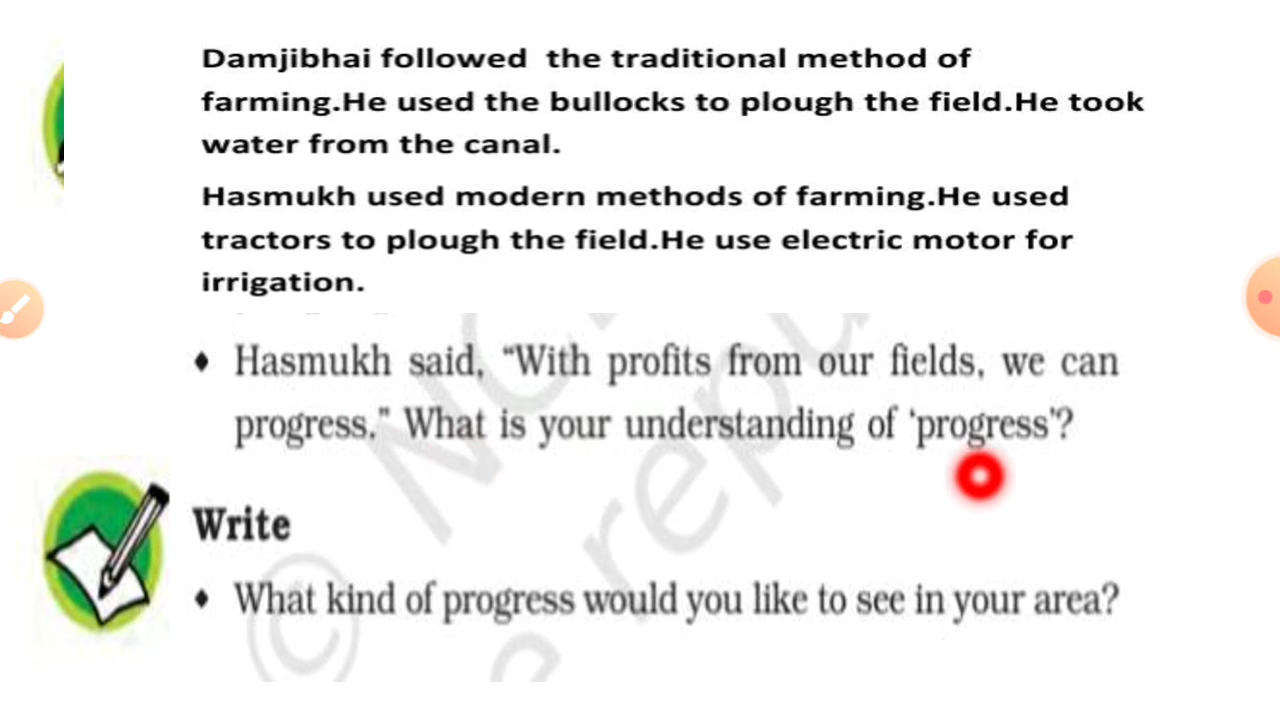 Damjibhai followed the traditional method of
farming.He used the bullocks to plough the field.He took
water from the canal.
Hasmukh used modern methods of farming.He used
tractors to plough the field.He use electric motor for
irrigation.
♦ Hasmukh said, “With profits from our fields, we can
progress.” What is your understanding of ‘progress’?
Write
♦ What kind of progress would you like to see in your area?